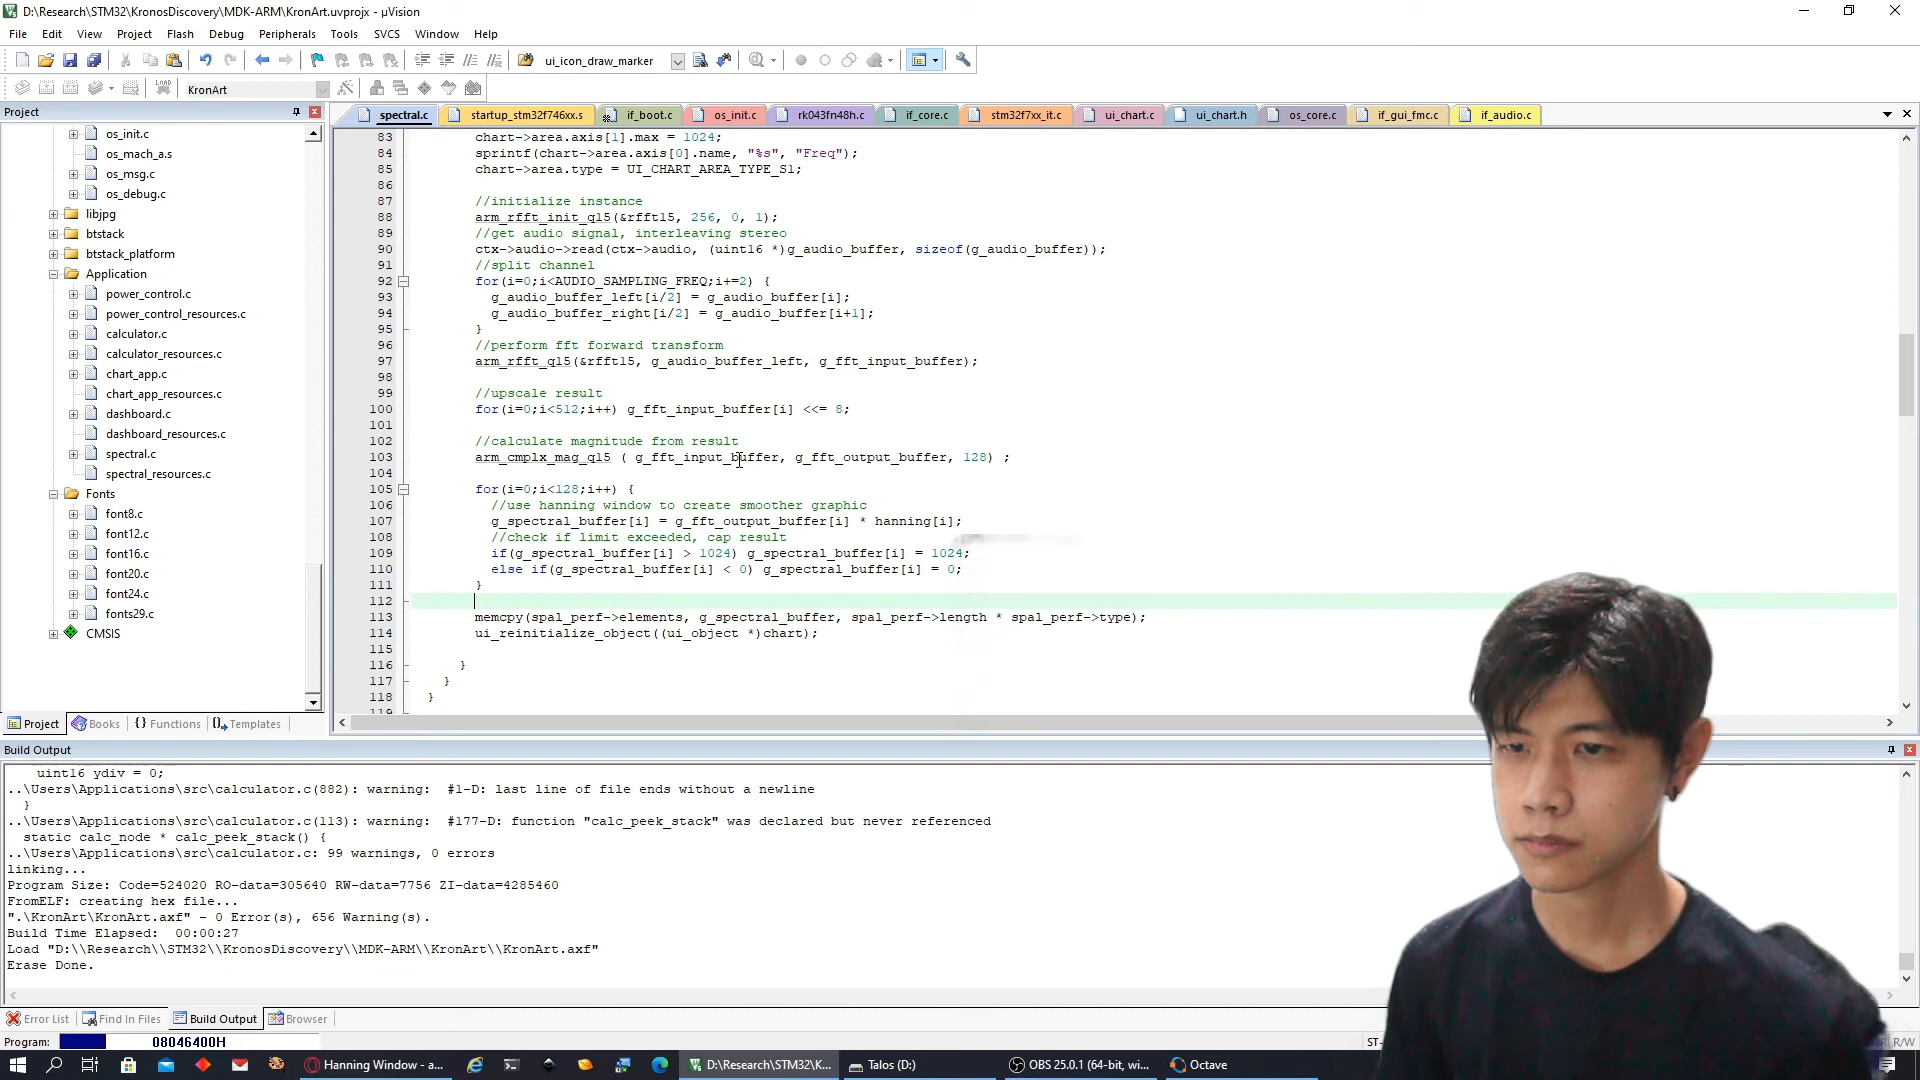 D:\Research\STM32\KronosDiscovery\MDK-ARM\KronArt.uvprojx - µVision
File Edit View Project Flash Debug Peripherals Tools SVCS Window Help
ui_icon_draw_marker
LOAD KronArt
Project
os_init.c
os_mach_a.s
os_msg.c
os_debug.c
libjpg
btstack
btstack_platform
Application
power_control.c
power_control_resources.c
calculator.c
calculator_resources.c
chart_app.c
chart_app_resources.c
dashboard.c
dashboard_resources.c
spectral.c
spectral_resources.c
Fonts
font8.c
font12.c
font16.c
font20.c
font24.c
fonts29.c
CMSIS
Project Books {} Functions Templates
spectral.c startup_stm32f746xx.s if_boot.c os_init.c rk043fn48h.c if_core.c stm32f7xx_it.c ui_chart.c ui_chart.h os_core.c if_gui_fmc.c if_audio.c
83 chart->area.axis[1].max = 1024;
84 sprintf(chart->area.axis[0].name, "%s", "Freq");
85 chart->area.type = UI_CHART_AREA_TYPE_S1;
86
87 //initialize instance
88 arm_rfft_init_q15(&rfft15, 256, 0, 1);
89 //get audio signal, interleaving stereo
90 ctx->audio->read(ctx->audio, (uint16 *)g_audio_buffer, sizeof(g_audio_buffer));
91 //split channel
92 for(i=0;i<AUDIO_SAMPLING_FREQ;i+=2) {
93 g_audio_buffer_left[i/2] = g_audio_buffer[i];
94 g_audio_buffer_right[i/2] = g_audio_buffer[i+1];
95 }
96 //perform fft forward transform
97 arm_rfft_q15(&rfft15, g_audio_buffer_left, g_fft_input_buffer);
98
99 //upscale result
100 for(i=0;i<512;i++) g_fft_input_buffer[i] <<= 8;
101
102 //calculate magnitude from result
103 arm_cmplx_mag_q15 ( g_fft_input_buffer, g_fft_output_buffer, 128) ;
104
105 for(i=0;i<128;i++) {
106 //use hanning window to create smoother graphic
107 g_spectral_buffer[i] = g_fft_output_buffer[i] * hanning[i];
108 //check if limit exceeded, cap result
109 if(g_spectral_buffer[i] > 1024) g_spectral_buffer[i] = 1024;
110 else if(g_spectral_buffer[i] < 0) g_spectral_buffer[i] = 0;
111 }
112
113 memcpy(spal_perf->elements, g_spectral_buffer, spal_perf->length * spal_perf->type);
114 ui_reinitialize_object((ui_object *)chart);
115
116 }
117 }
118 }
119
Build Output
uint16 ydiv = 0;
..\Users\Applications\src\calculator.c(882): warning: #1-D: last line of file ends without a newline
}
..\Users\Applications\src\calculator.c(113): warning: #177-D: function "calc_peek_stack" was declared but never referenced
static calc_node * calc_peek_stack() {
..\Users\Applications\src\calculator.c: 99 warnings, 0 errors
linking...
Program Size: Code=524020 RO-data=305640 RW-data=7756 ZI-data=4285460
FromELF: creating hex file...
".\KronArt\KronArt.axf" - 0 Error(s), 656 Warning(s).
Build Time Elapsed: 00:00:27
Load "D:\\Research\\STM32\\KronosDiscovery\\MDK-ARM\\KronArt\\KronArt.axf"
Erase Done.
Error List Find In Files Build Output Browser
Program: 08046400H ST- R/W
Hanning Window - a... D:\Research\STM32\K... Talos (D:) OBS 25.0.1 (64-bit, wi... Octave